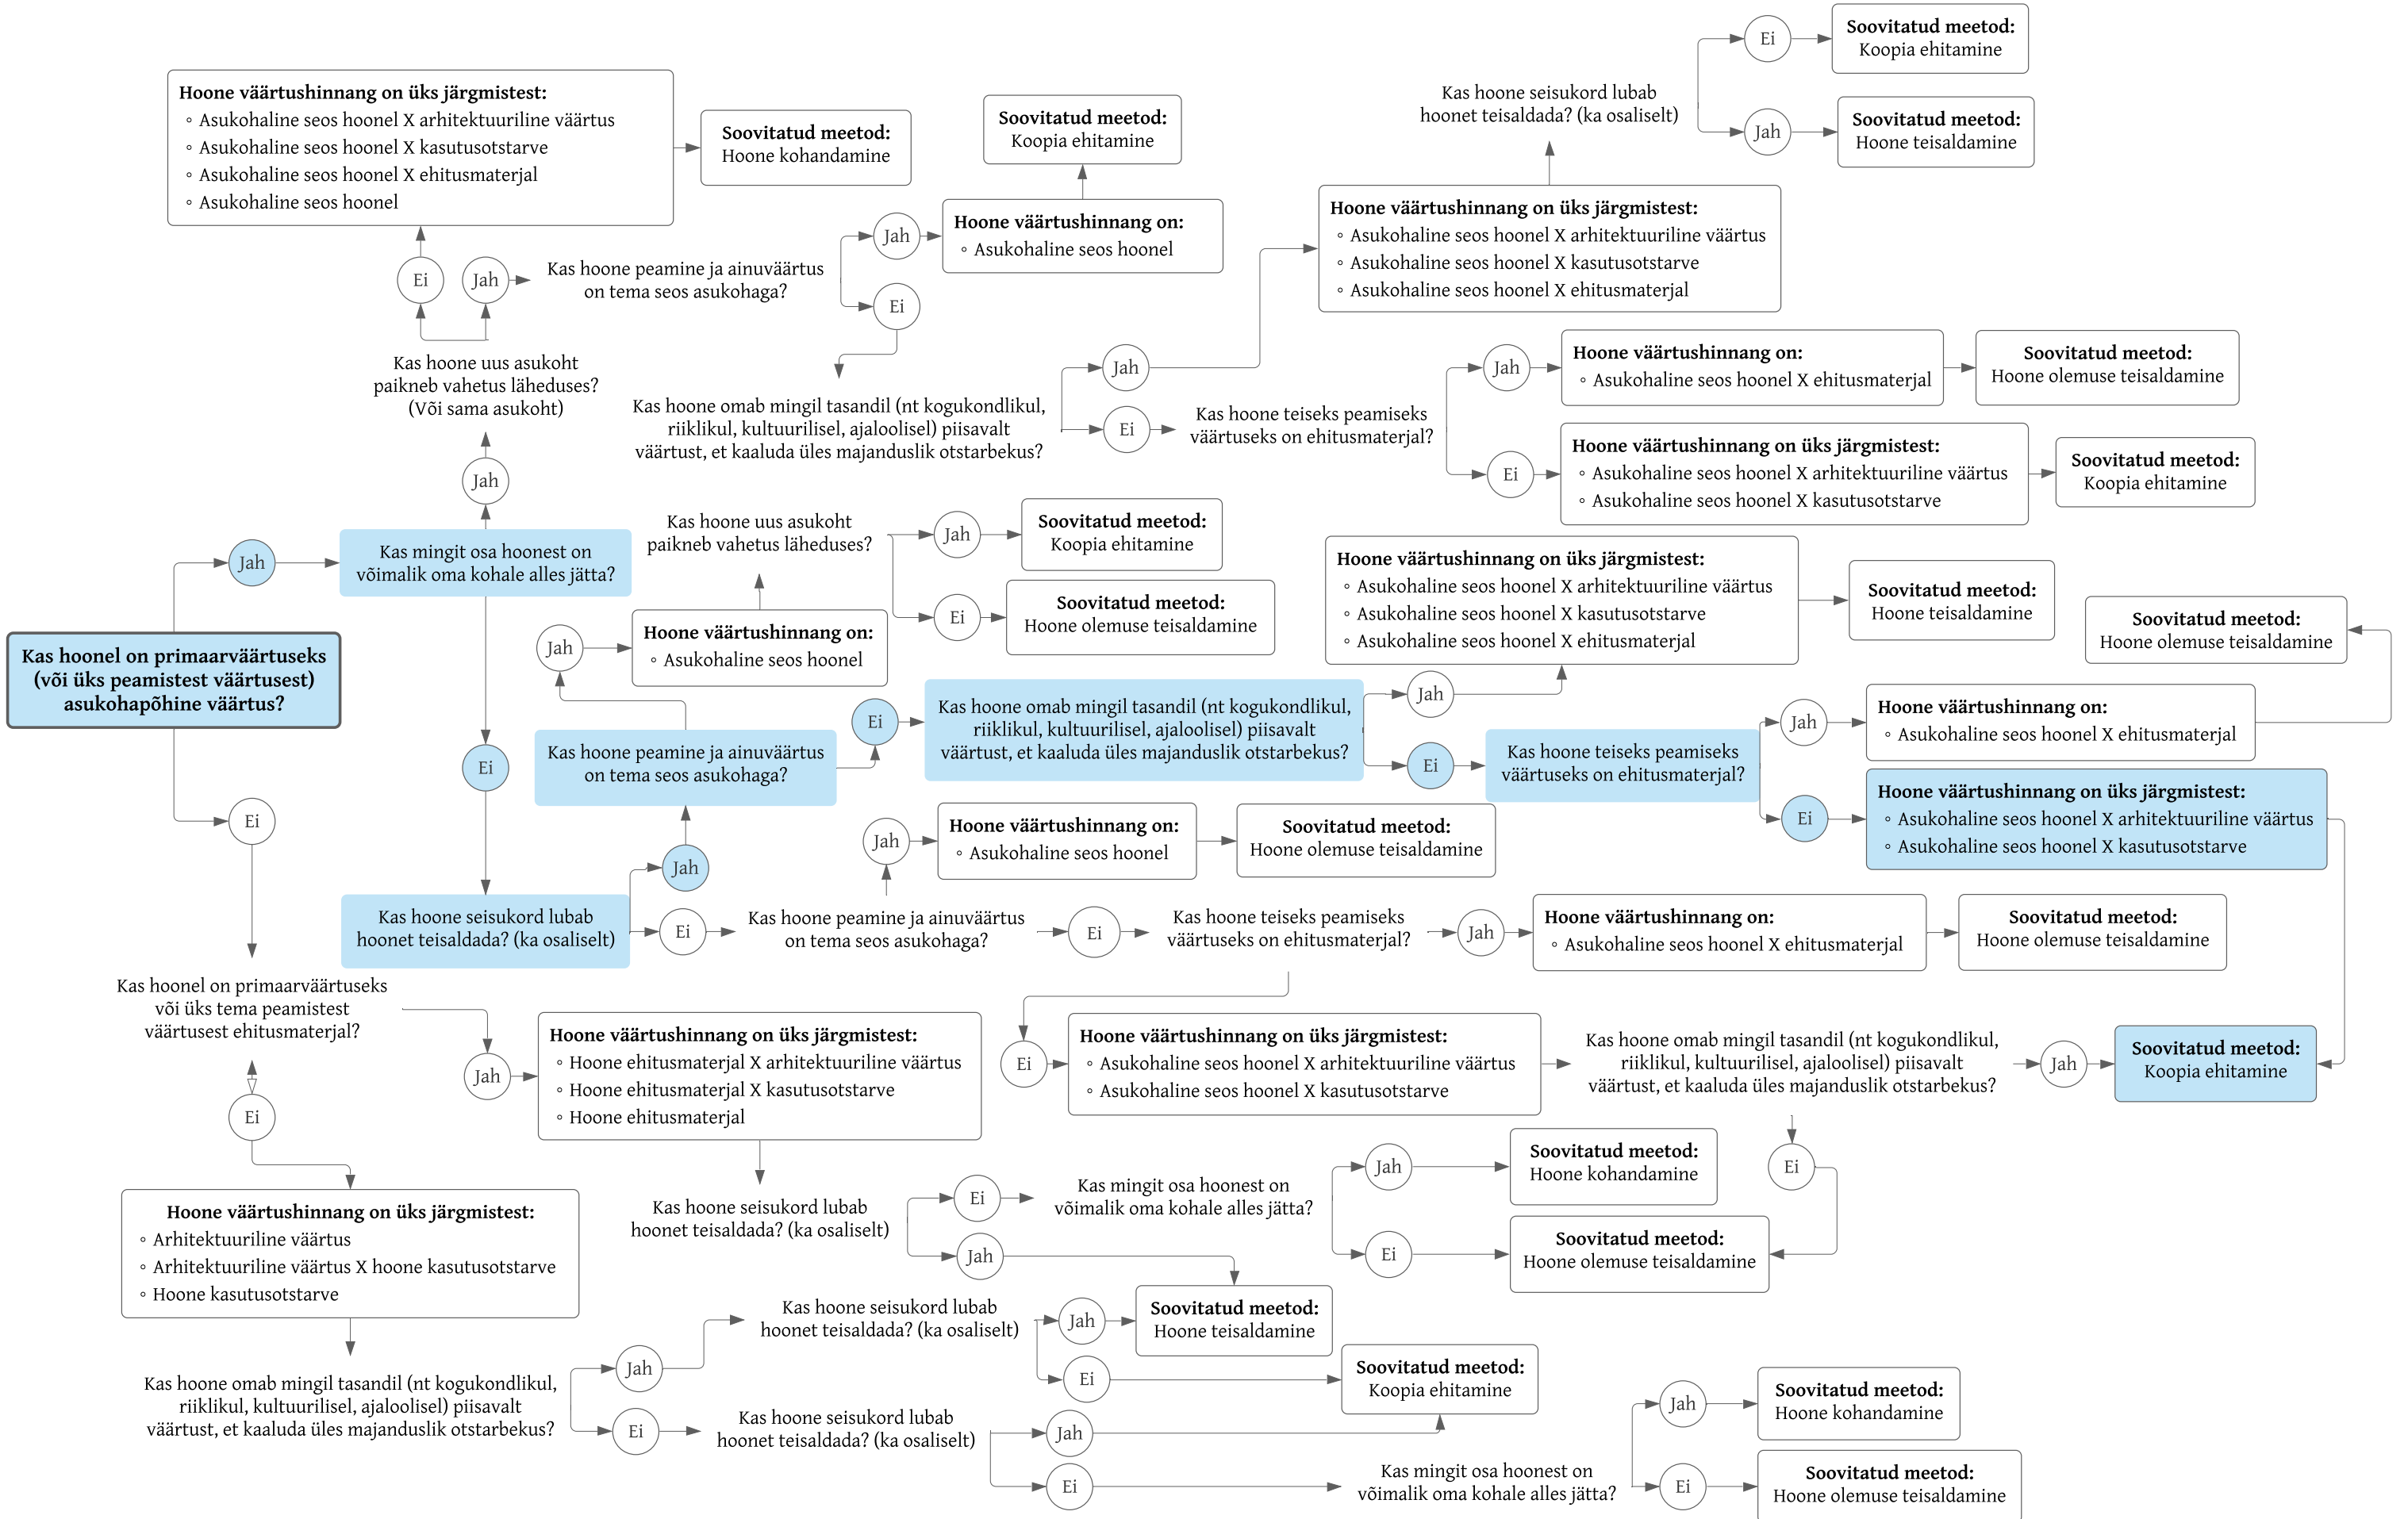 Ei
Soovitatud meetod:
Koopia ehitamine
Kas hoone seisukord lubab
hoonet teisaldada? (ka osaliselt)
Jah
Soovitatud meetod:
Hoone teisaldamine
Hoone väärtushinnang on üks järgmistest:
◦ Asukohaline seos hoonel X arhitektuuriline väärtus
◦ Asukohaline seos hoonel X kasutusotstarve
◦ Asukohaline seos hoonel X ehitusmaterjal
◦ Asukohaline seos hoonel
Soovitatud meetod:
Hoone kohandamine
Soovitatud meetod:
Koopia ehitamine
Hoone väärtushinnang on üks järgmistest:
◦ Asukohaline seos hoonel X arhitektuuriline väärtus
◦ Asukohaline seos hoonel X kasutusotstarve
◦ Asukohaline seos hoonel X ehitusmaterjal
Jah
Hoone väärtushinnang on:
◦ Asukohaline seos hoonel
Ei
Jah
Kas hoone peamine ja ainuväärtus
on tema seos asukohaga?
Ei
Kas hoone uus asukoht
paikneb vahetus läheduses?
(Või sama asukoht)
Kas hoone omab mingil tasandil (nt kogukondlikul,
riiklikul, kultuurilisel, ajaloolisel) piisavalt
väärtust, et kaaluda üles majanduslik otstarbekus?
Jah
Ei
Kas hoone teiseks peamiseks
väärtuseks on ehitusmaterjal?
Jah
Hoone väärtushinnang on:
◦ Asukohaline seos hoonel X ehitusmaterjal
Soovitatud meetod:
Hoone olemuse teisaldamine
Ei
Hoone väärtushinnang on üks järgmistest:
◦ Asukohaline seos hoonel X arhitektuuriline väärtus
◦ Asukohaline seos hoonel X kasutusotstarve
Soovitatud meetod:
Koopia ehitamine
Jah
Jah
Kas mingit osa hoonest on
võimalik oma kohale alles jätta?
Kas hoone uus asukoht
paikneb vahetus läheduses?
Jah
Soovitatud meetod:
Koopia ehitamine
Ei
Soovitatud meetod:
Hoone olemuse teisaldamine
Hoone väärtushinnang on üks järgmistest:
◦ Asukohaline seos hoonel X arhitektuuriline väärtus
◦ Asukohaline seos hoonel X kasutusotstarve
◦ Asukohaline seos hoonel X ehitusmaterjal
Soovitatud meetod:
Hoone teisaldamine
Soovitatud meetod:
Hoone olemuse teisaldamine
Kas hoonel on primaarväärtuseks
(või üks peamistest väärtusest)
asukohapõhine väärtus?
Jah
Hoone väärtushinnang on:
◦ Asukohaline seos hoonel
Ei
Kas hoone peamine ja ainuväärtus
on tema seos asukohaga?
Ei
Kas hoone omab mingil tasandil (nt kogukondlikul,
riiklikul, kultuurilisel, ajaloolisel) piisavalt
väärtust, et kaaluda üles majanduslik otstarbekus?
Jah
Ei
Kas hoone teiseks peamiseks
väärtuseks on ehitusmaterjal?
Jah
Hoone väärtushinnang on:
◦ Asukohaline seos hoonel X ehitusmaterjal
Ei
Hoone väärtushinnang on üks järgmistest:
◦ Asukohaline seos hoonel X arhitektuuriline väärtus
◦ Asukohaline seos hoonel X kasutusotstarve
Ei
Jah
Kas hoone seisukord lubab
hoonet teisaldada? (ka osaliselt)
Ei
Kas hoone peamine ja ainuväärtus
on tema seos asukohaga?
Jah
Hoone väärtushinnang on:
◦ Asukohaline seos hoonel
Soovitatud meetod:
Hoone olemuse teisaldamine
Ei
Kas hoone teiseks peamiseks
väärtuseks on ehitusmaterjal?
Jah
Hoone väärtushinnang on:
◦ Asukohaline seos hoonel X ehitusmaterjal
Soovitatud meetod:
Hoone olemuse teisaldamine
Kas hoonel on primaarväärtuseks
või üks tema peamistest
väärtusest ehitusmaterjal?
Jah
Hoone väärtushinnang on üks järgmistest:
◦ Hoone ehitusmaterjal X arhitektuuriline väärtus
◦ Hoone ehitusmaterjal X kasutusotstarve
◦ Hoone ehitusmaterjal
Ei
Hoone väärtushinnang on üks järgmistest:
◦ Asukohaline seos hoonel X arhitektuuriline väärtus
◦ Asukohaline seos hoonel X kasutusotstarve
Kas hoone omab mingil tasandil (nt kogukondlikul,
riiklikul, kultuurilisel, ajaloolisel) piisavalt
väärtust, et kaaluda üles majanduslik otstarbekus?
Jah
Soovitatud meetod:
Koopia ehitamine
Ei
Ei
Hoone väärtushinnang on üks järgmistest:
◦ Arhitektuuriline väärtus
◦ Arhitektuuriline väärtus X hoone kasutusotstarve
◦ Hoone kasutusotstarve
Kas hoone seisukord lubab
hoonet teisaldada? (ka osaliselt)
Ei
Kas mingit osa hoonest on
võimalik oma kohale alles jätta?
Jah
Soovitatud meetod:
Hoone kohandamine
Ei
Soovitatud meetod:
Hoone olemuse teisaldamine
Jah
Kas hoone seisukord lubab
hoonet teisaldada? (ka osaliselt)
Jah
Soovitatud meetod:
Hoone teisaldamine
Ei
Soovitatud meetod:
Koopia ehitamine
Kas hoone omab mingil tasandil (nt kogukondlikul,
riiklikul, kultuurilisel, ajaloolisel) piisavalt
väärtust, et kaaluda üles majanduslik otstarbekus?
Jah
Ei
Kas hoone seisukord lubab
hoonet teisaldada? (ka osaliselt)
Jah
Ei
Kas mingit osa hoonest on
võimalik oma kohale alles jätta?
Jah
Soovitatud meetod:
Hoone kohandamine
Ei
Soovitatud meetod:
Hoone olemuse teisaldamine